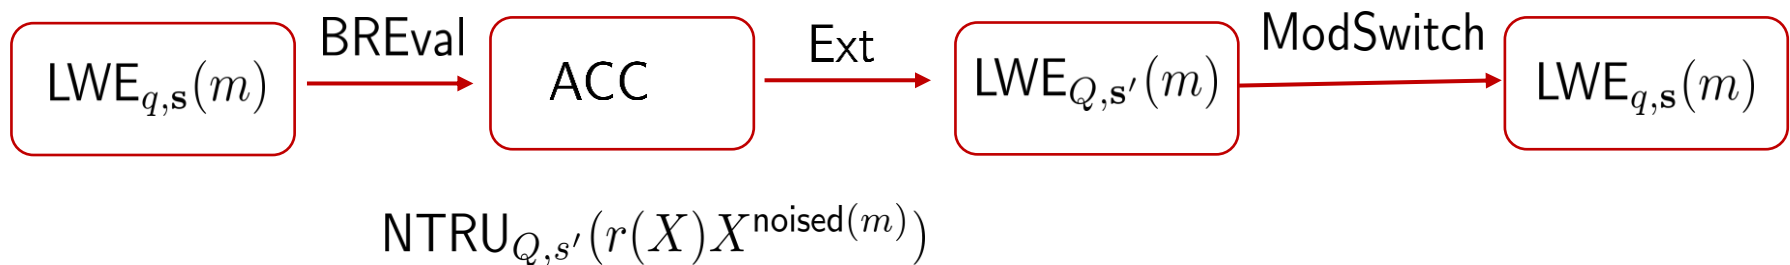 BREval Ext ModSwitch
LWE_{q,𝐬}(m) ACC LWE_{Q,𝐬′}(m) LWE_{q,𝐬}(m)
NTRU_{Q,s′}(r(X)X^{noised(m)})